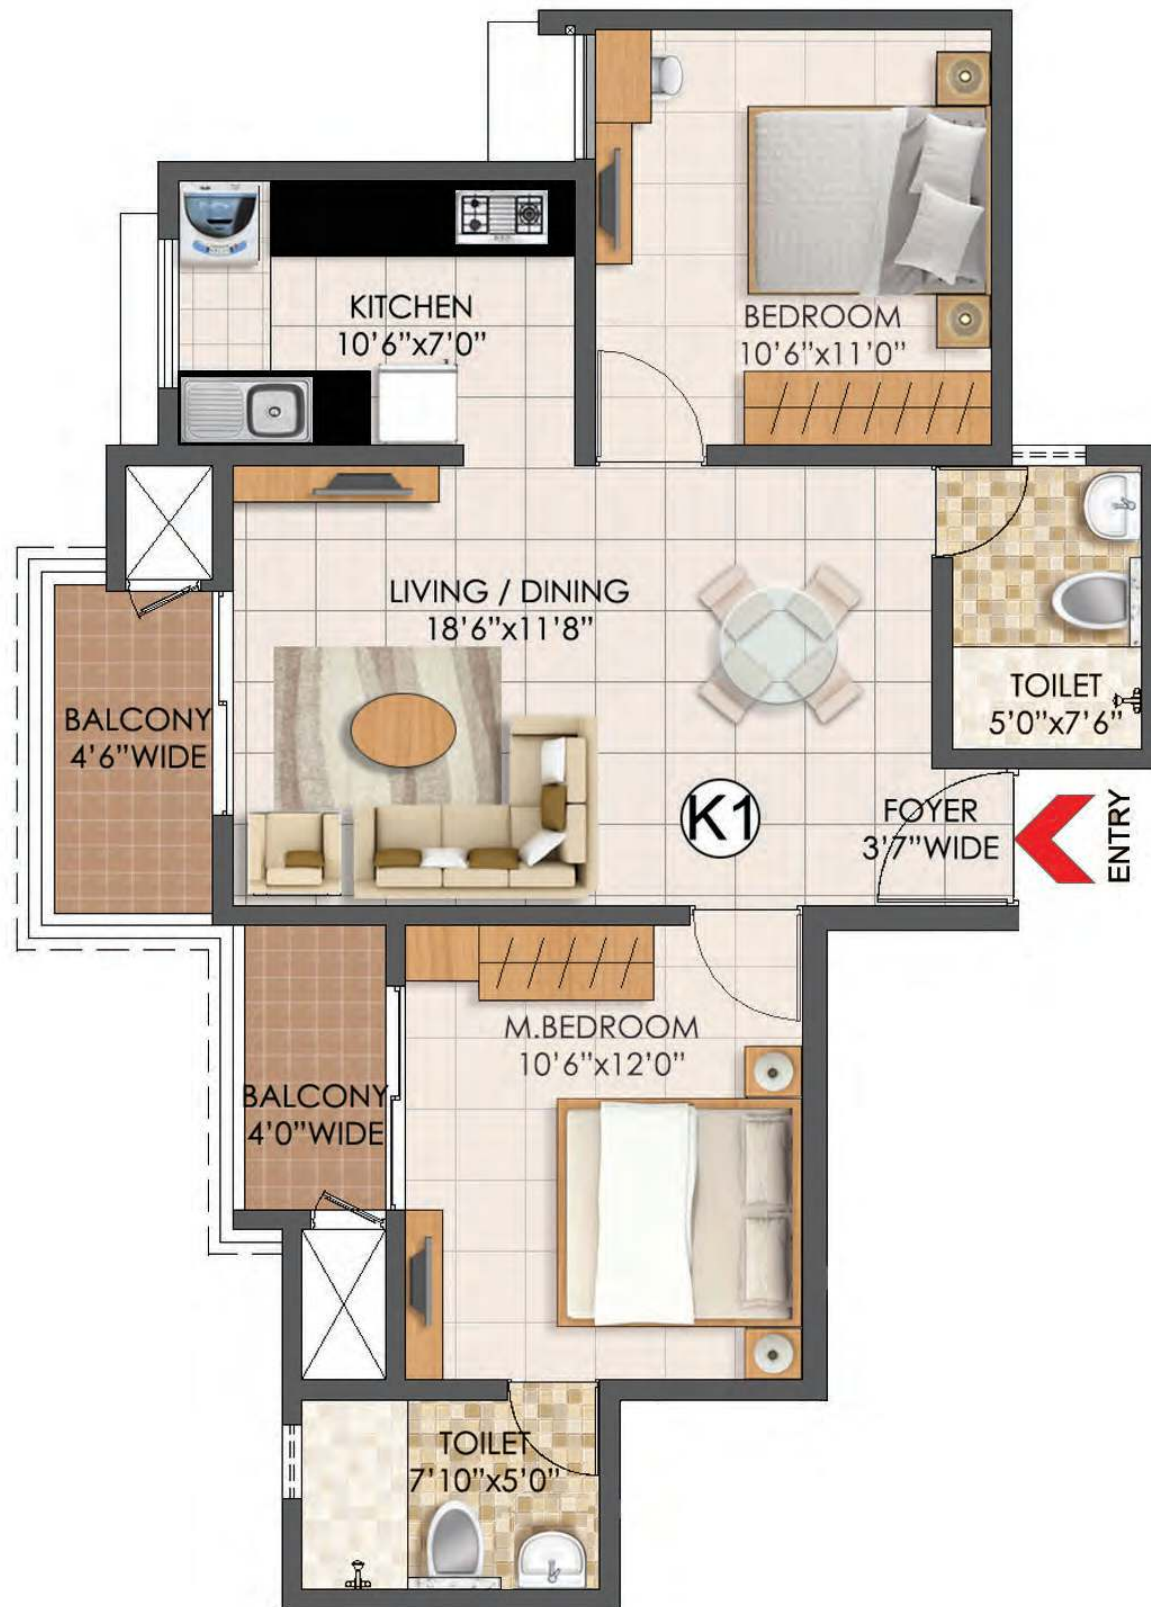 KITCHEN
10'6"x7'0"
BEDROOM
10'6"x11'0"
LIVING / DINING
18'6"x11'8"
TOILET
5'0"x7'6"
BALCONY
4'6"WIDE
K1
FOYER
3'7"WIDE
ENTRY
M.BEDROOM
10'6"x12'0"
BALCONY
4'0"WIDE
TOILET
7'10"x5'0"